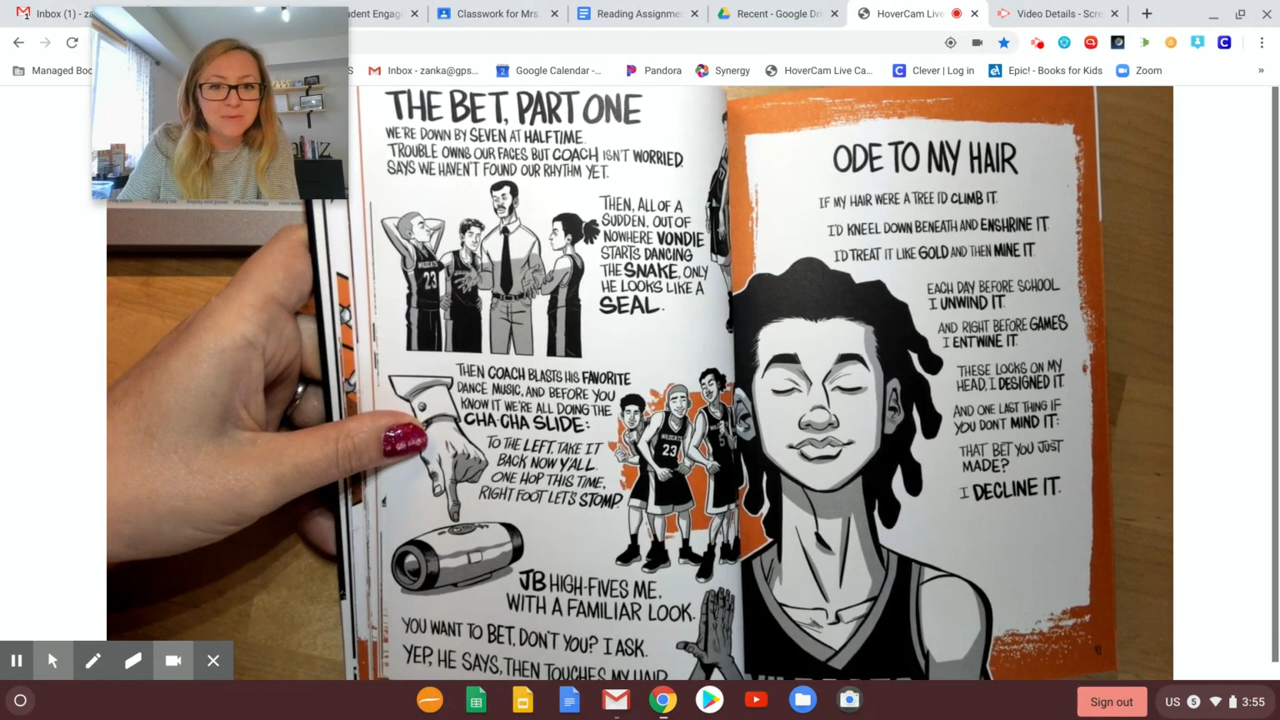 Inbox (1) - za
dent Engag
Classwork for Mrs.
Reading Assignme
Recent - Google Dri
HoverCam Live
Video Details - Scre
Managed Boo
S
Inbox - zanka@gps...
Google Calendar -...
Pandora
Synergy
HoverCam Live Ca...
Clever | Log in
Epic! - Books for Kids
Zoom
»
THE BET, PART ONE
WE'RE DOWN BY SEVEN AT HALFTIME.
TROUBLE OWNS OUR FACES BUT COACH ISN'T WORRIED.
SAYS WE HAVEN'T FOUND OUR RHYTHM YET.
THEN, ALL OF A
SUDDEN, OUT OF
NOWHERE VONDIE
STARTS DANCING
THE SNAKE, ONLY
HE LOOKS LIKE A
SEAL.
WILDCATS
23
THEN COACH BLASTS HIS FAVORITE
DANCE MUSIC, AND BEFORE YOU
KNOW IT WE'RE ALL DOING THE
CHA-CHA SLIDE:
TO THE LEFT, TAKE IT
BACK NOW Y'ALL.
ONE HOP THIS TIME,
RIGHT FOOT LET'S STOMP.
WILDCATS
23
JB HIGH-FIVES ME,
WITH A FAMILIAR LOOK.
YOU WANT TO BET, DON'T YOU? I ASK.
YEP, HE SAYS, THEN TOUCHES MY HAIR
ODE TO MY HAIR
IF MY HAIR WERE A TREE I'D CLIMB IT.
I'D KNEEL DOWN BENEATH AND ENSHRINE IT.
I'D TREAT IT LIKE GOLD AND THEN MINE IT.
EACH DAY BEFORE SCHOOL
I UNWIND IT.
AND RIGHT BEFORE GAMES
I ENTWINE IT.
THESE LOCKS ON MY
HEAD, I DESIGNED IT.
AND ONE LAST THING IF
YOU DON'T MIND IT:
THAT BET YOU JUST
MADE?
I DECLINE IT.
Sign out
US
5
3:55